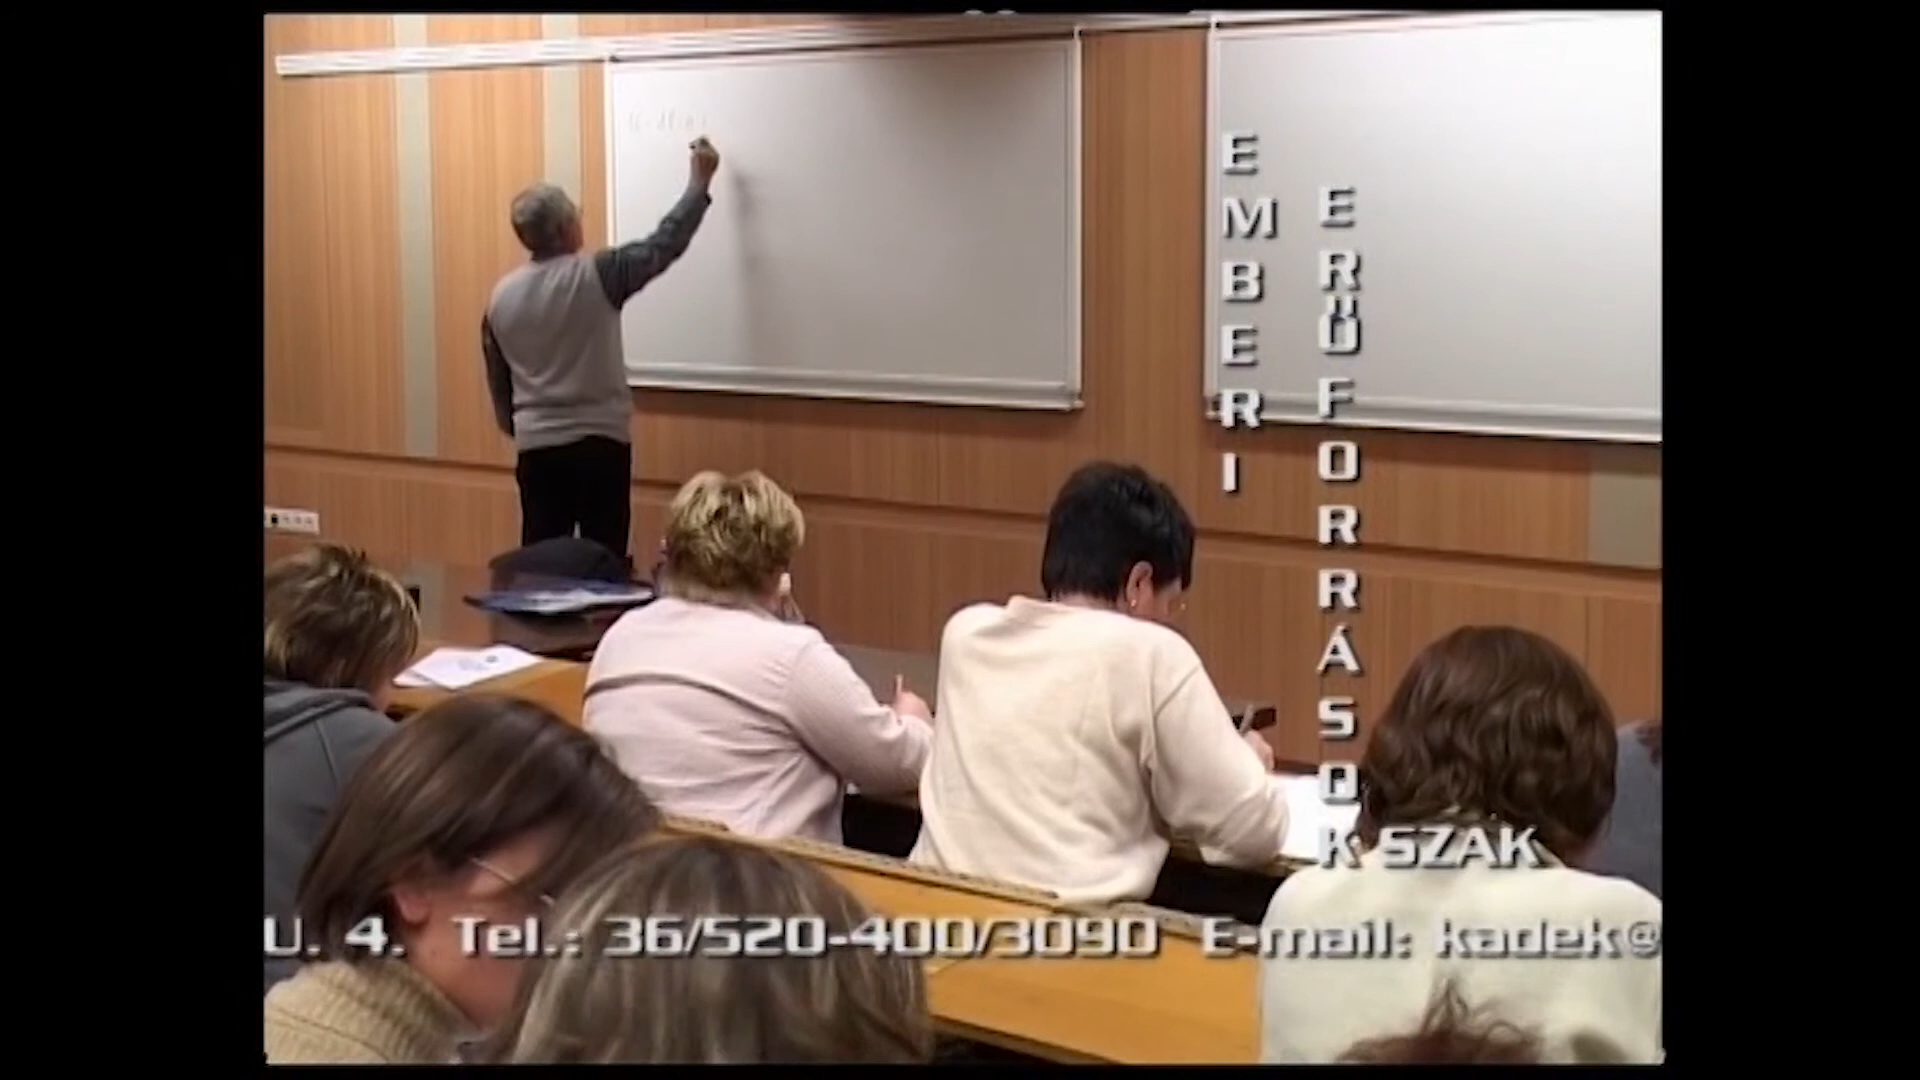 EMBERI
ERŐFORRÁSOK SZAK
U. 4. Tel.: 36/520-400/3090 E-mail: kadek@